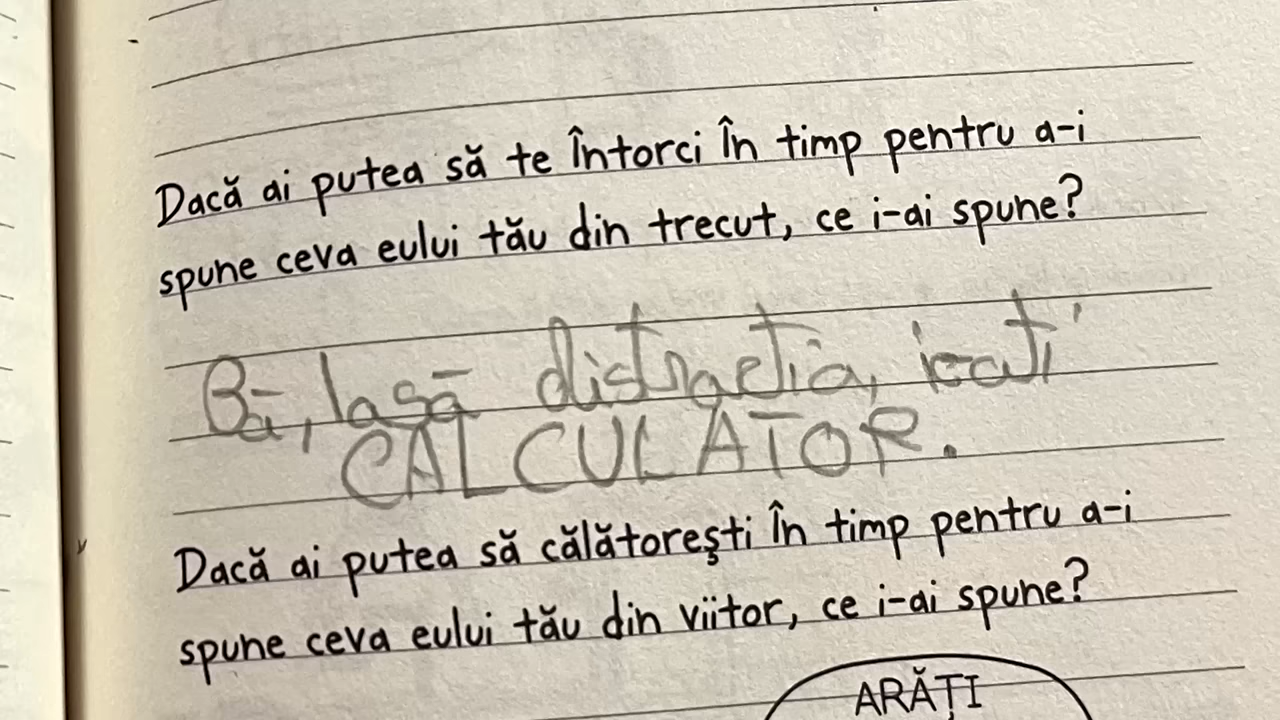 Dacă ai putea să te întorci în timp pentru a-i
spune ceva eului tău din trecut, ce i-ai spune?
Bă, lasă distracția, ia-ți
CALCULATOR.
Dacă ai putea să călătorești în timp pentru a-i
spune ceva eului tău din viitor, ce i-ai spune?
ARĂȚI